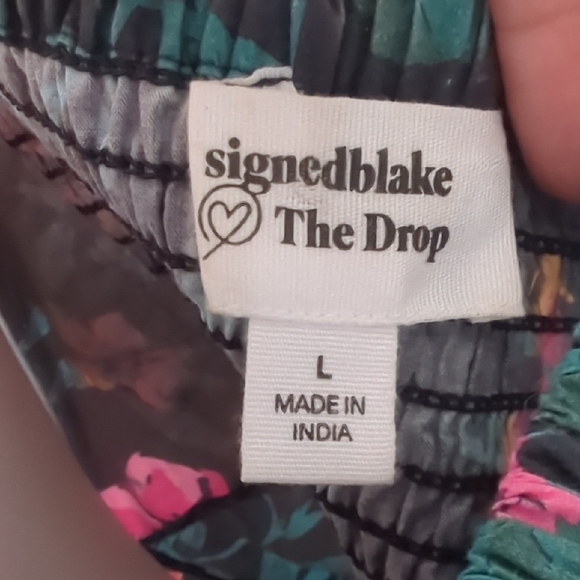 signedblake
The Drop
L
MADE IN
INDIA